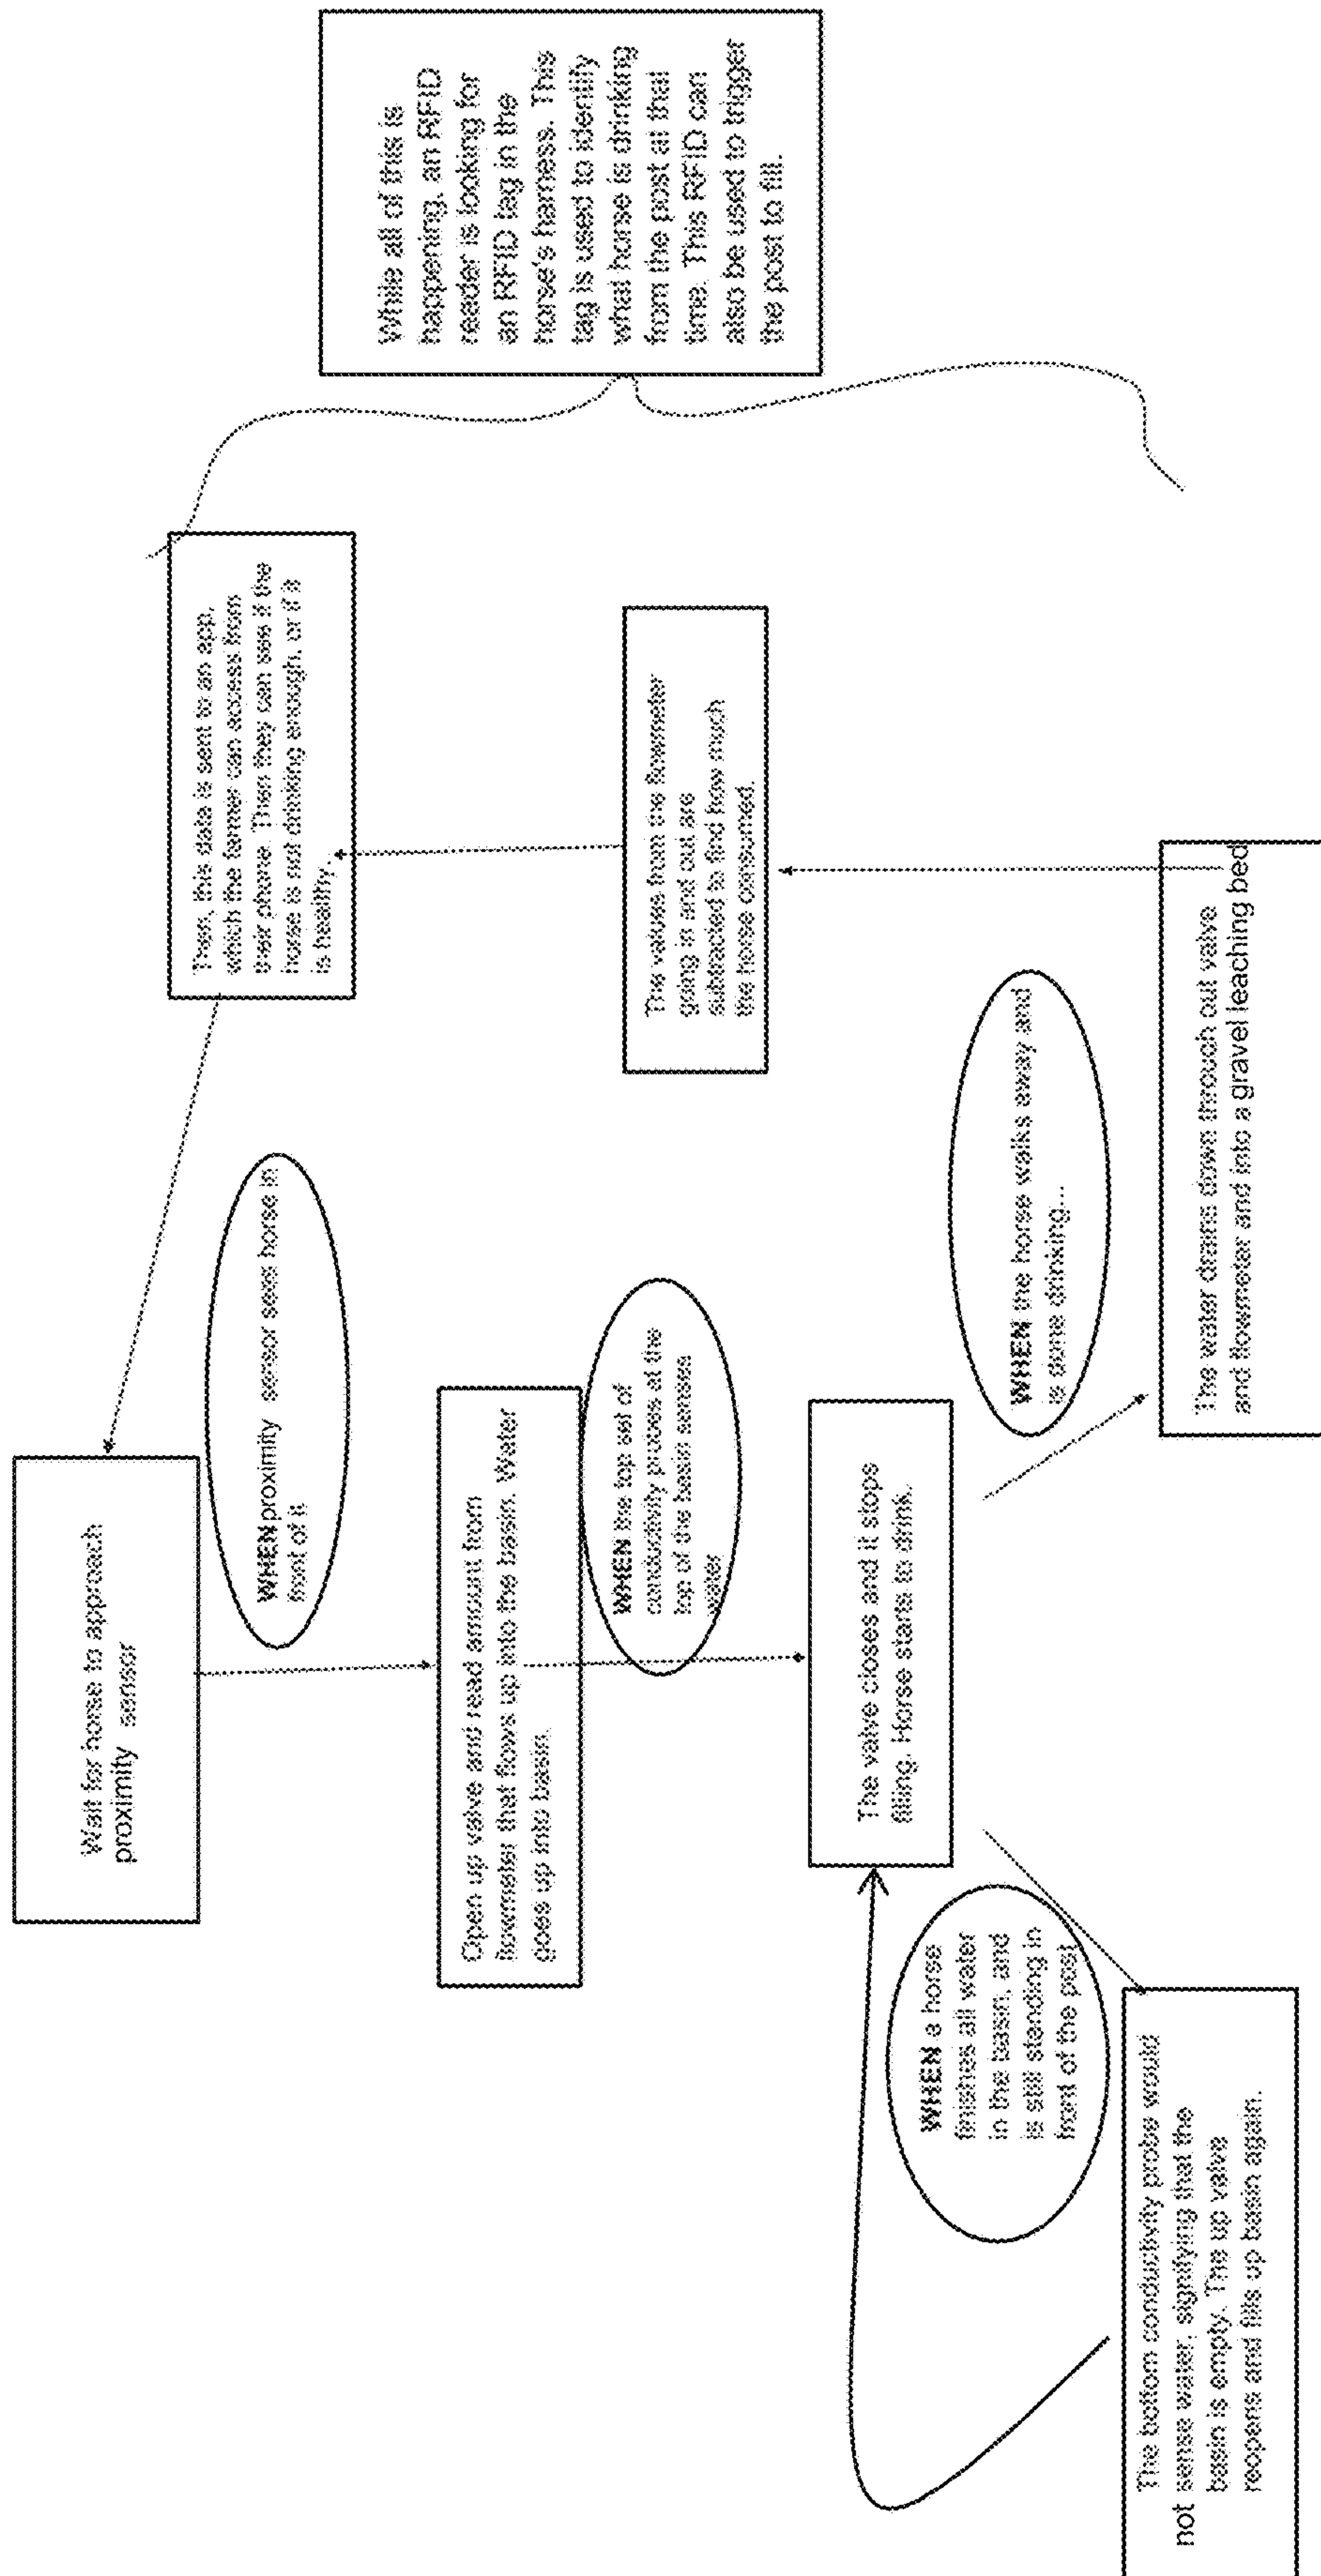 Wait for horse to approach
proximity sensor
WHEN proximity sensor sees horse in
front of it
Open up valve and read amount from
flowmeter that flows up into the basin. Water
goes up into basin.
WHEN the top set of
conductivity probes at the
top of the basin senses
water
The valve closes and it stops
filling. Horse starts to drink.
WHEN a horse
finishes all water
in the basin, and
is still standing in
front of the post
The bottom conductivity probe would
not sense water, signifying that the
basin is empty. The up valve
reopens and fills up basin again.
WHEN the horse walks away and
is done drinking...
The water drains down through out valve
and flowmeter and into a gravel leaching bed
The values from the flowmeter
going in and out are
subtracted to find how much
the horse consumed.
Then, this data is sent to an app,
which the farmer can access from
their phone. Then they can see if the
horse is not drinking enough, or if it
is healthy.
While all of this is
happening, an RFID
reader is looking for
an RFID tag in the
horse's harness. This
tag is used to identify
what horse is drinking
from the post at that
time. This RFID can
also be used to trigger
the post to fill.